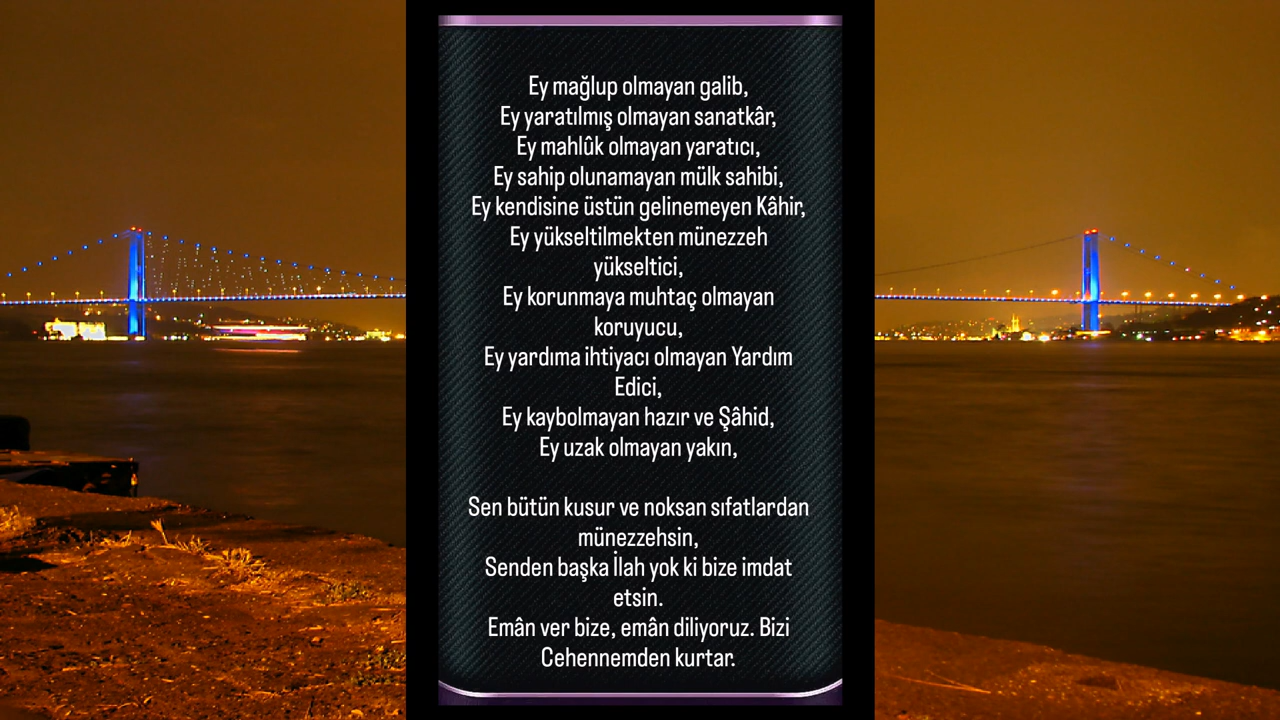 Ey mağlup olmayan galib,
Ey yaratılmış olmayan sanatkâr,
Ey mahlûk olmayan yaratıcı,
Ey sahip olunamayan mülk sahibi,
Ey kendisine üstün gelinemeyen Kâhir,
Ey yükseltilmekten münezzeh
yükseltici,
Ey korunmaya muhtaç olmayan
koruyucu,
Ey yardıma ihtiyacı olmayan Yardım
Edici,
Ey kaybolmayan hazır ve Şâhid,
Ey uzak olmayan yakın,
Sen bütün kusur ve noksan sıfatlardan
münezzehsin,
Senden başka İlah yok ki bize imdat
etsin.
Emân ver bize, emân diliyoruz. Bizi
Cehennemden kurtar.